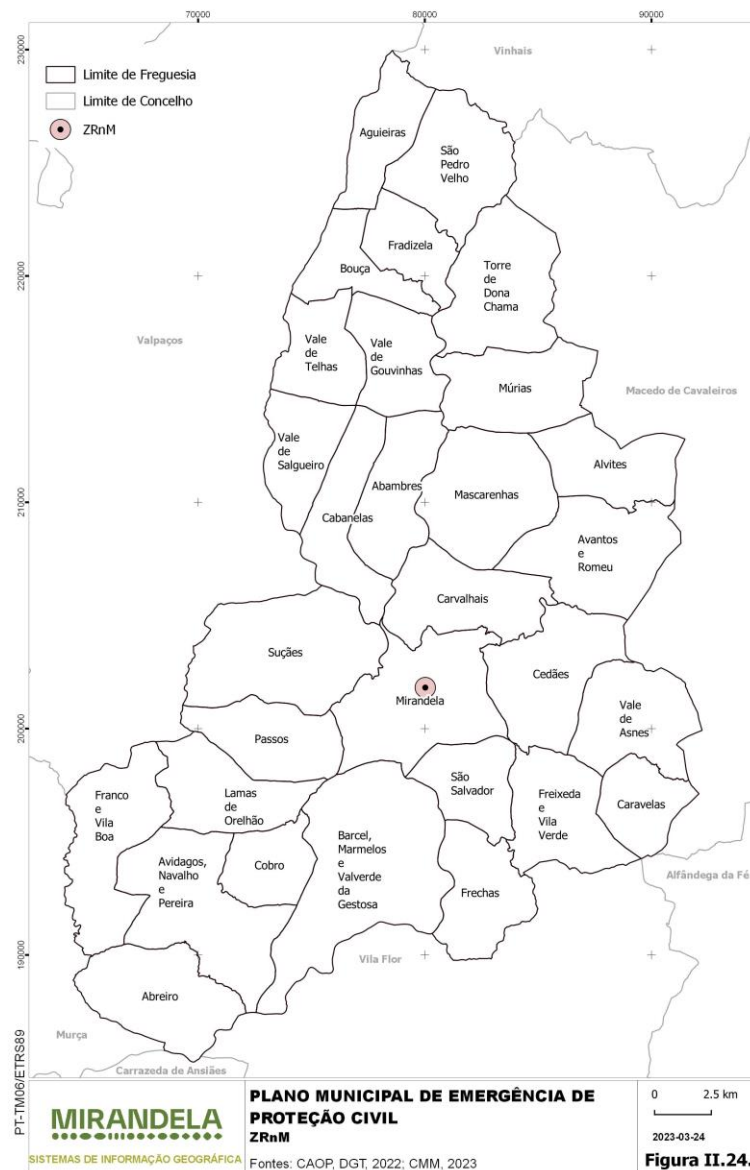 70000
80000
90000
230000
220000
210000
200000
190000
Limite de Freguesia
Limite de Concelho
ZRnM
Vinhais
Aguieiras
São
Pedro
Velho
Fradizela
Bouça
Torre
de
Dona
Chama
Valpaços
Vale
de
Telhas
Vale
de
Gouvinhas
Múrias
Macedo de Cavaleiros
Vale
de
Salgueiro
Alvites
Abambres
Mascarenhas
Cabanelas
Avantos
e
Romeu
Carvalhais
Suções
Cedães
Mirandela
Vale
de
Asnes
Passos
São
Salvador
Franco
e
Vila
Boa
Lamas
de
Orelhão
Freixeda
e
Vila
Verde
Caravelas
Barcel,
Marmelos
e
Valverde
da
Gestosa
Avidagos,
Navalho
e
Pereira
Cobro
Frechas
Alfândega da Fé
Vila Flor
Abreiro
Murça
Carrazeda de Ansiães
PT-TM06/ETRS89
MIRANDELA
SISTEMAS DE INFORMAÇÃO GEOGRÁFICA
PLANO MUNICIPAL DE EMERGÊNCIA DE
PROTEÇÃO CIVIL
ZRnM
Fontes: CAOP, DGT, 2022; CMM, 2023
0 2.5 km
2023-03-24
Figura II.24.